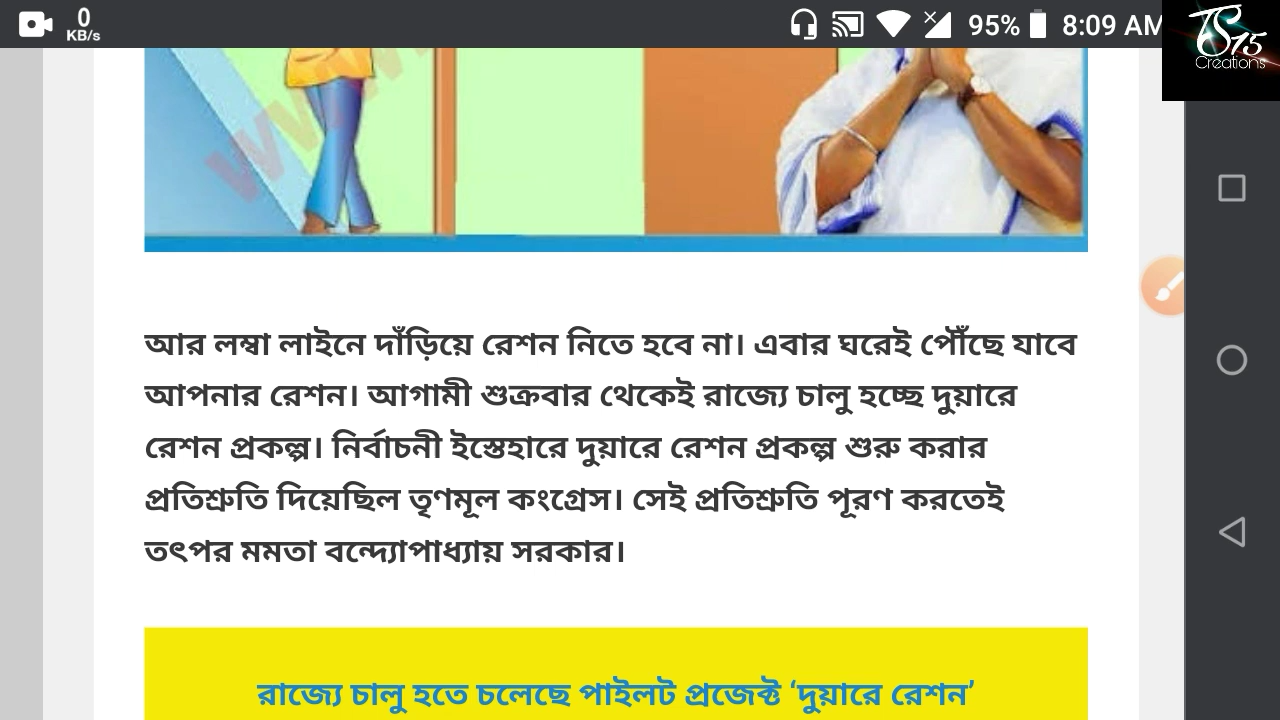 0
KB/s
95% 8:09 AM
TS15
Creations
আর লম্বা লাইনে দাঁড়িয়ে রেশন নিতে হবে না। এবার ঘরেই পৌঁছে যাবে
আপনার রেশন। আগামী শুক্রবার থেকেই রাজ্যে চালু হচ্ছে দুয়ারে
রেশন প্রকল্প। নির্বাচনী ইস্তেহারে দুয়ারে রেশন প্রকল্প শুরু করার
প্রতিশ্রুতি দিয়েছিল তৃণমূল কংগ্রেস। সেই প্রতিশ্রুতি পূরণ করতেই
তৎপর মমতা বন্দ্যোপাধ্যায় সরকার।
রাজ্যে চালু হতে চলেছে পাইলট প্রজেক্ট ‘দুয়ারে রেশন’